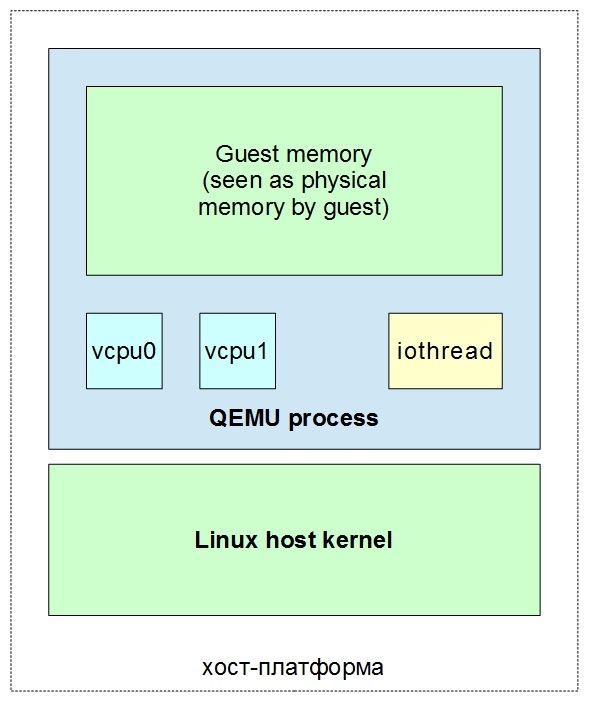 Guest memory
(seen as physical
memory by guest)
vcpu0 vcpu1 iothread
QEMU process
Linux host kernel
хост-платформа